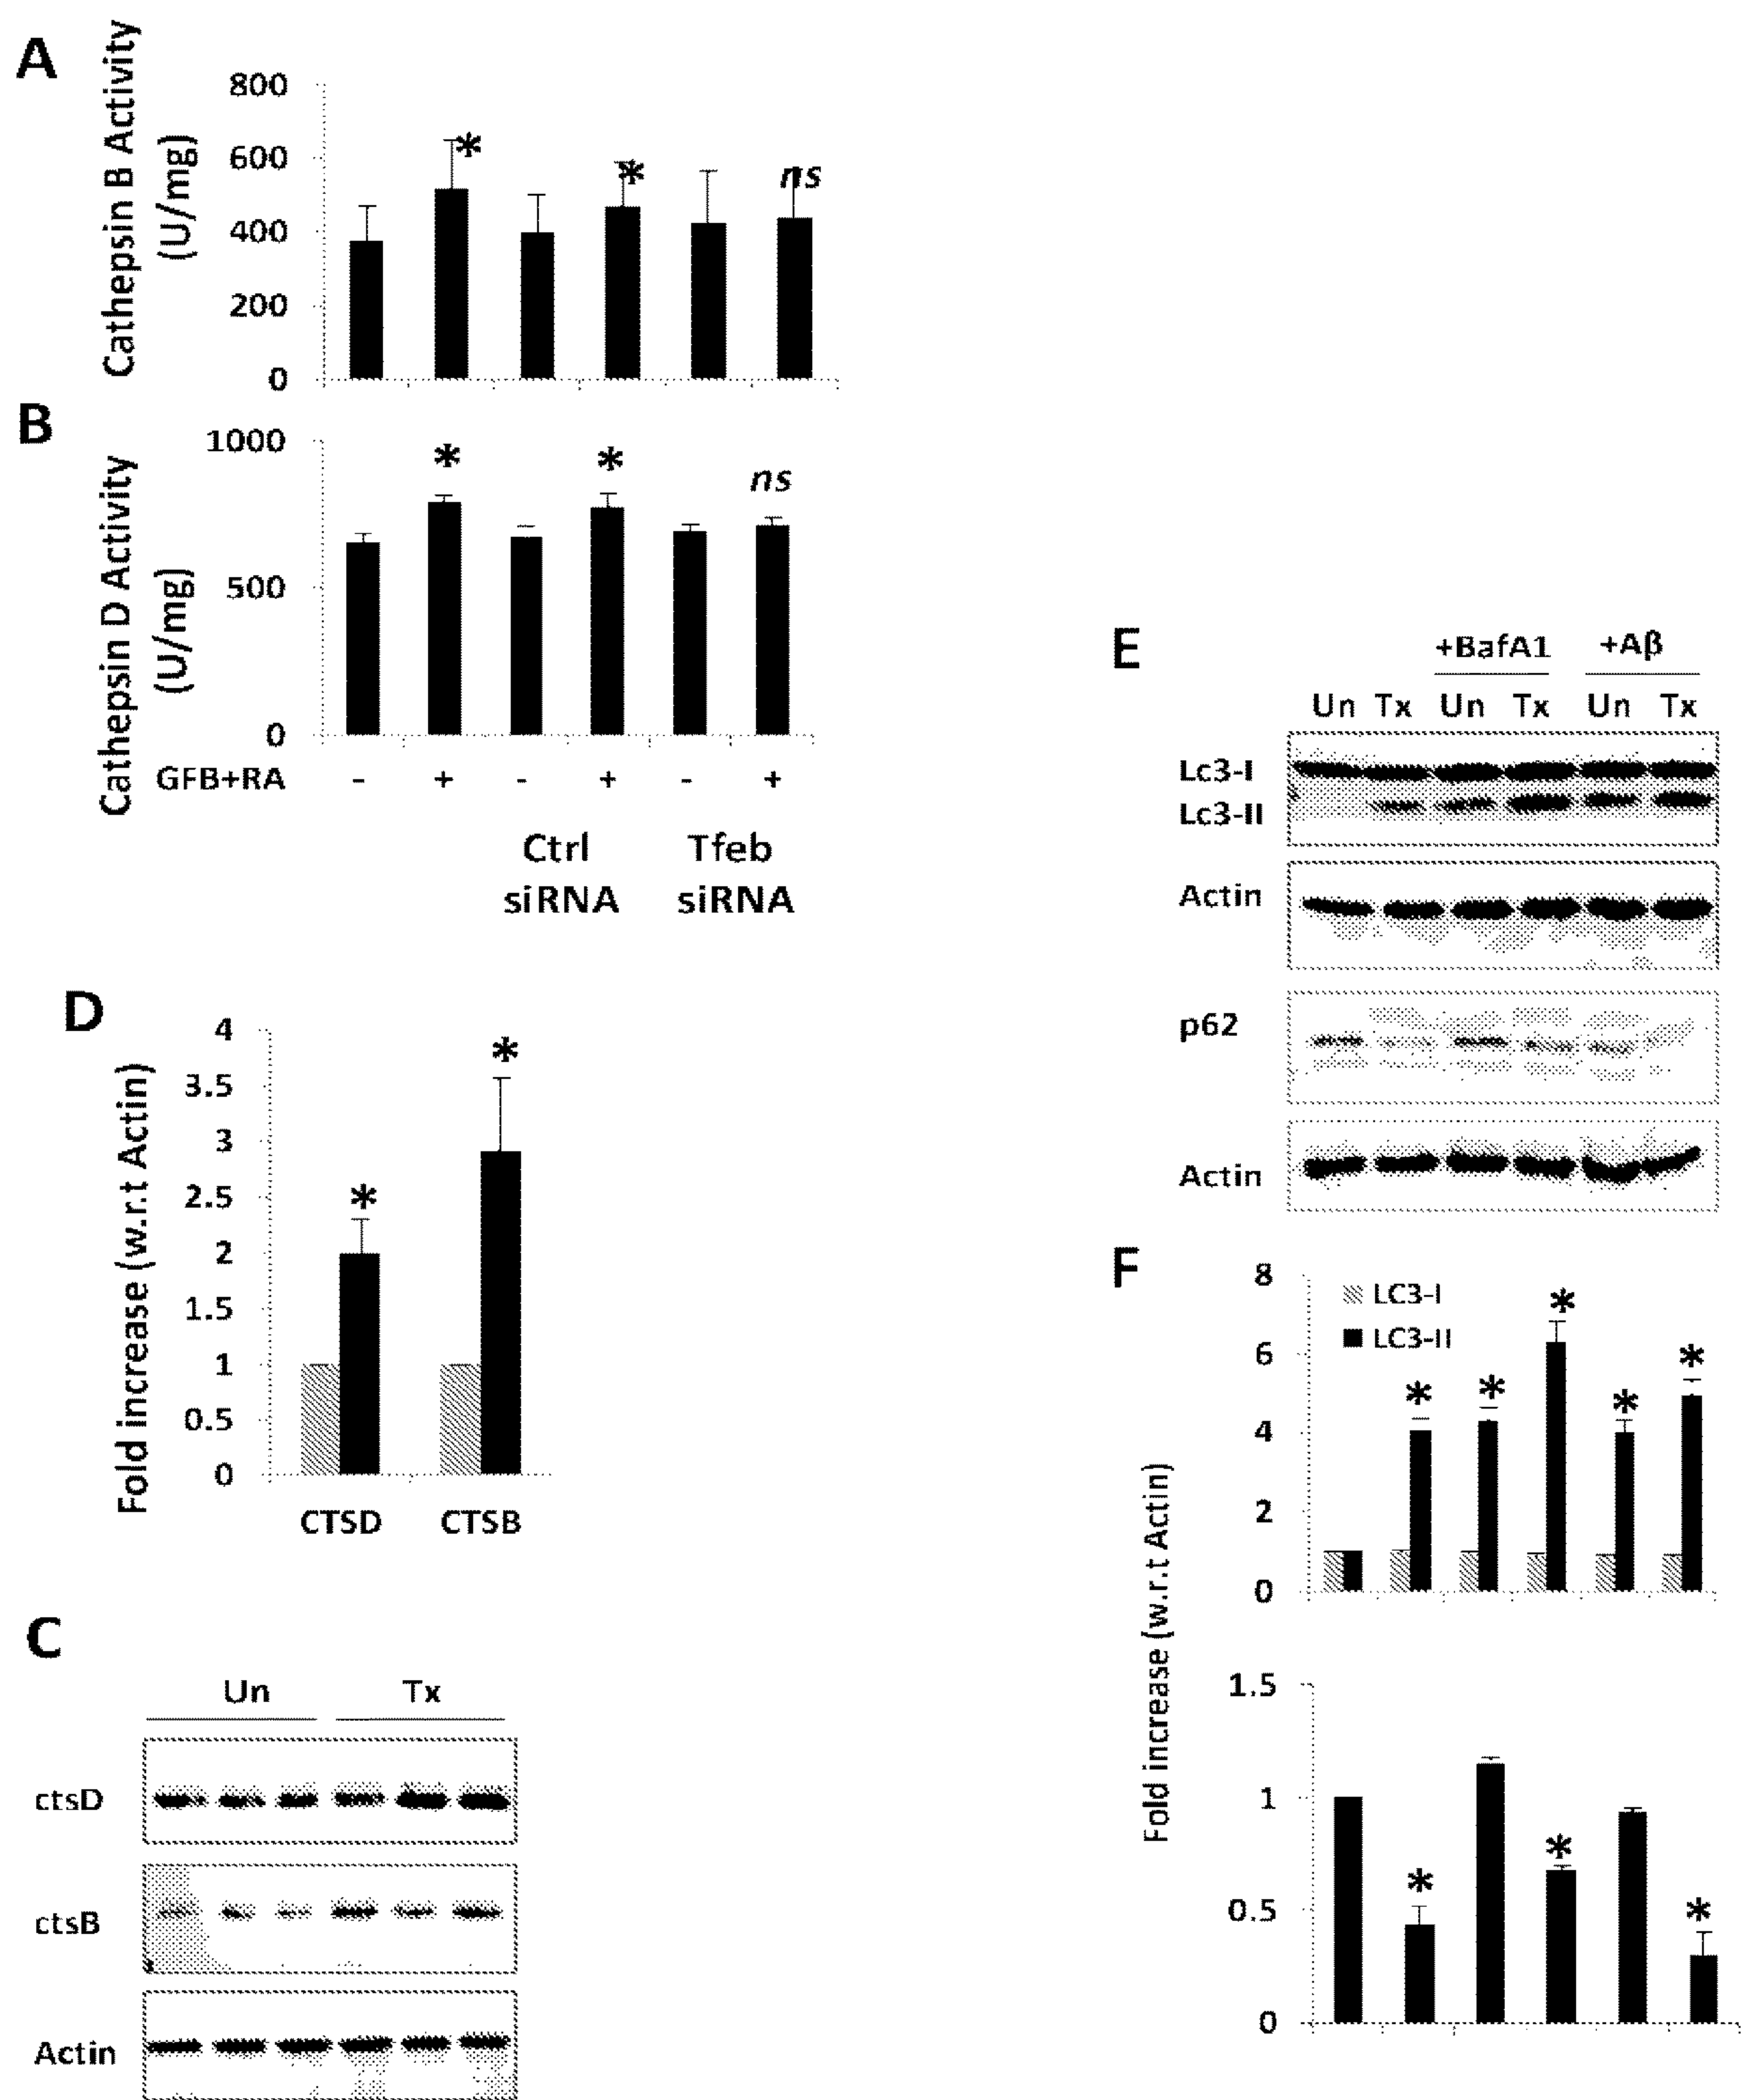 A
Cathepsin B Activity
(U/mg)
800
600
400
200
0
*
*
ns
B
Cathepsin D Activity
(U/mg)
1000
500
0
*
*
ns
GFB+RA - + - + - +
Ctrl
siRNA
Tfeb
siRNA
D
Fold increase (w.r.t Actin)
4
3.5
3
2.5
2
1.5
1
0.5
0
*
*
CTSD CTSB
C
Un Tx
ctsD
ctsB
Actin
E
+BafA1 +Aβ
Un Tx Un Tx Un Tx
Lc3-I
Lc3-II
Actin
p62
Actin
F
Fold increase (w.r.t Actin)
8
6
4
2
0
LC3-I
LC3-II
*
*
*
*
*
1.5
1
0.5
0
*
*
*